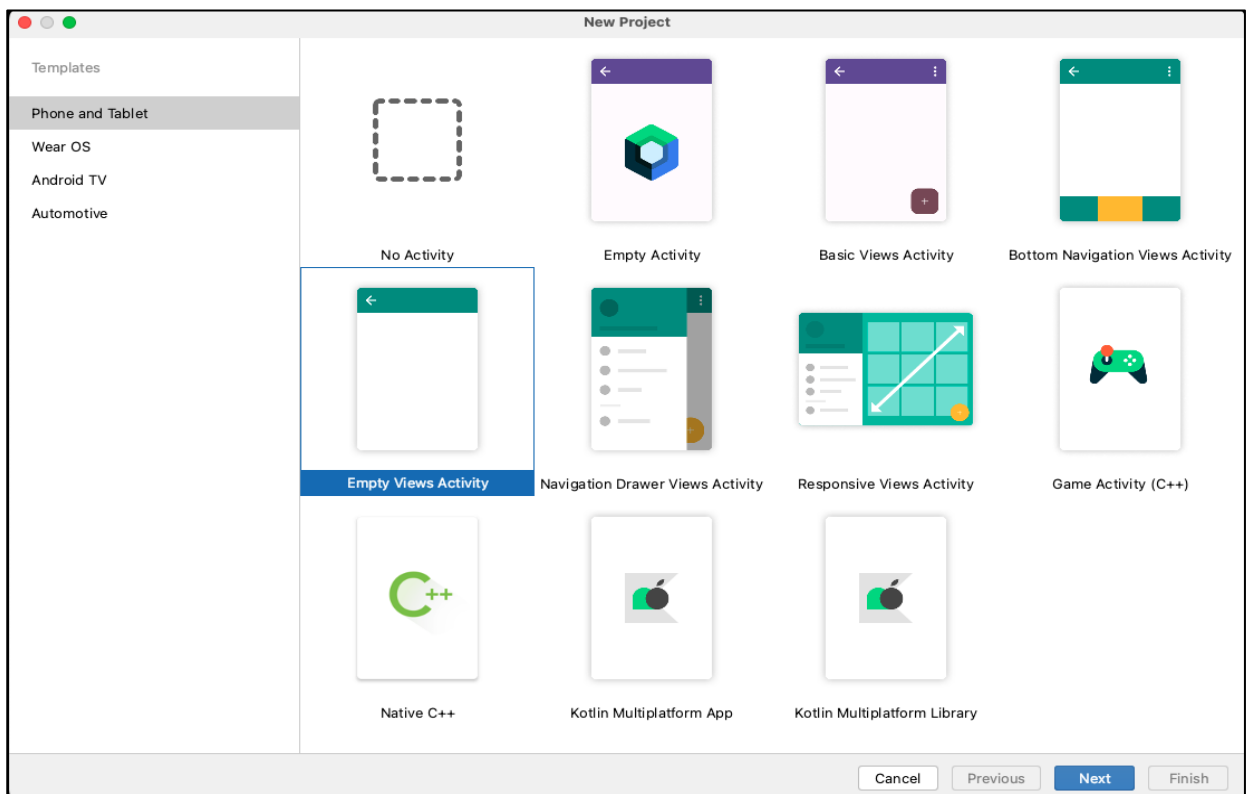 New Project
Templates
Phone and Tablet
Wear OS
Android TV
Automotive
No Activity
Empty Activity
Basic Views Activity
Bottom Navigation Views Activity
Empty Views Activity
Navigation Drawer Views Activity
Responsive Views Activity
Game Activity (C++)
C++
Native C++
Kotlin Multiplatform App
Kotlin Multiplatform Library
Cancel
Previous
Next
Finish